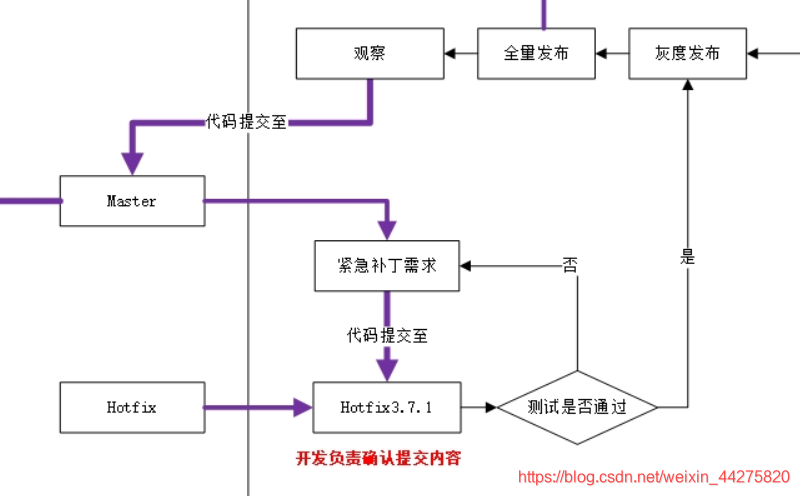 观察
全量发布
灰度发布
代码提交至
Master
紧急补丁需求
否
是
代码提交至
Hotfix
Hotfix3.7.1
测试是否通过
开发负责确认提交内容
https://blog.csdn.net/weixin_44275820